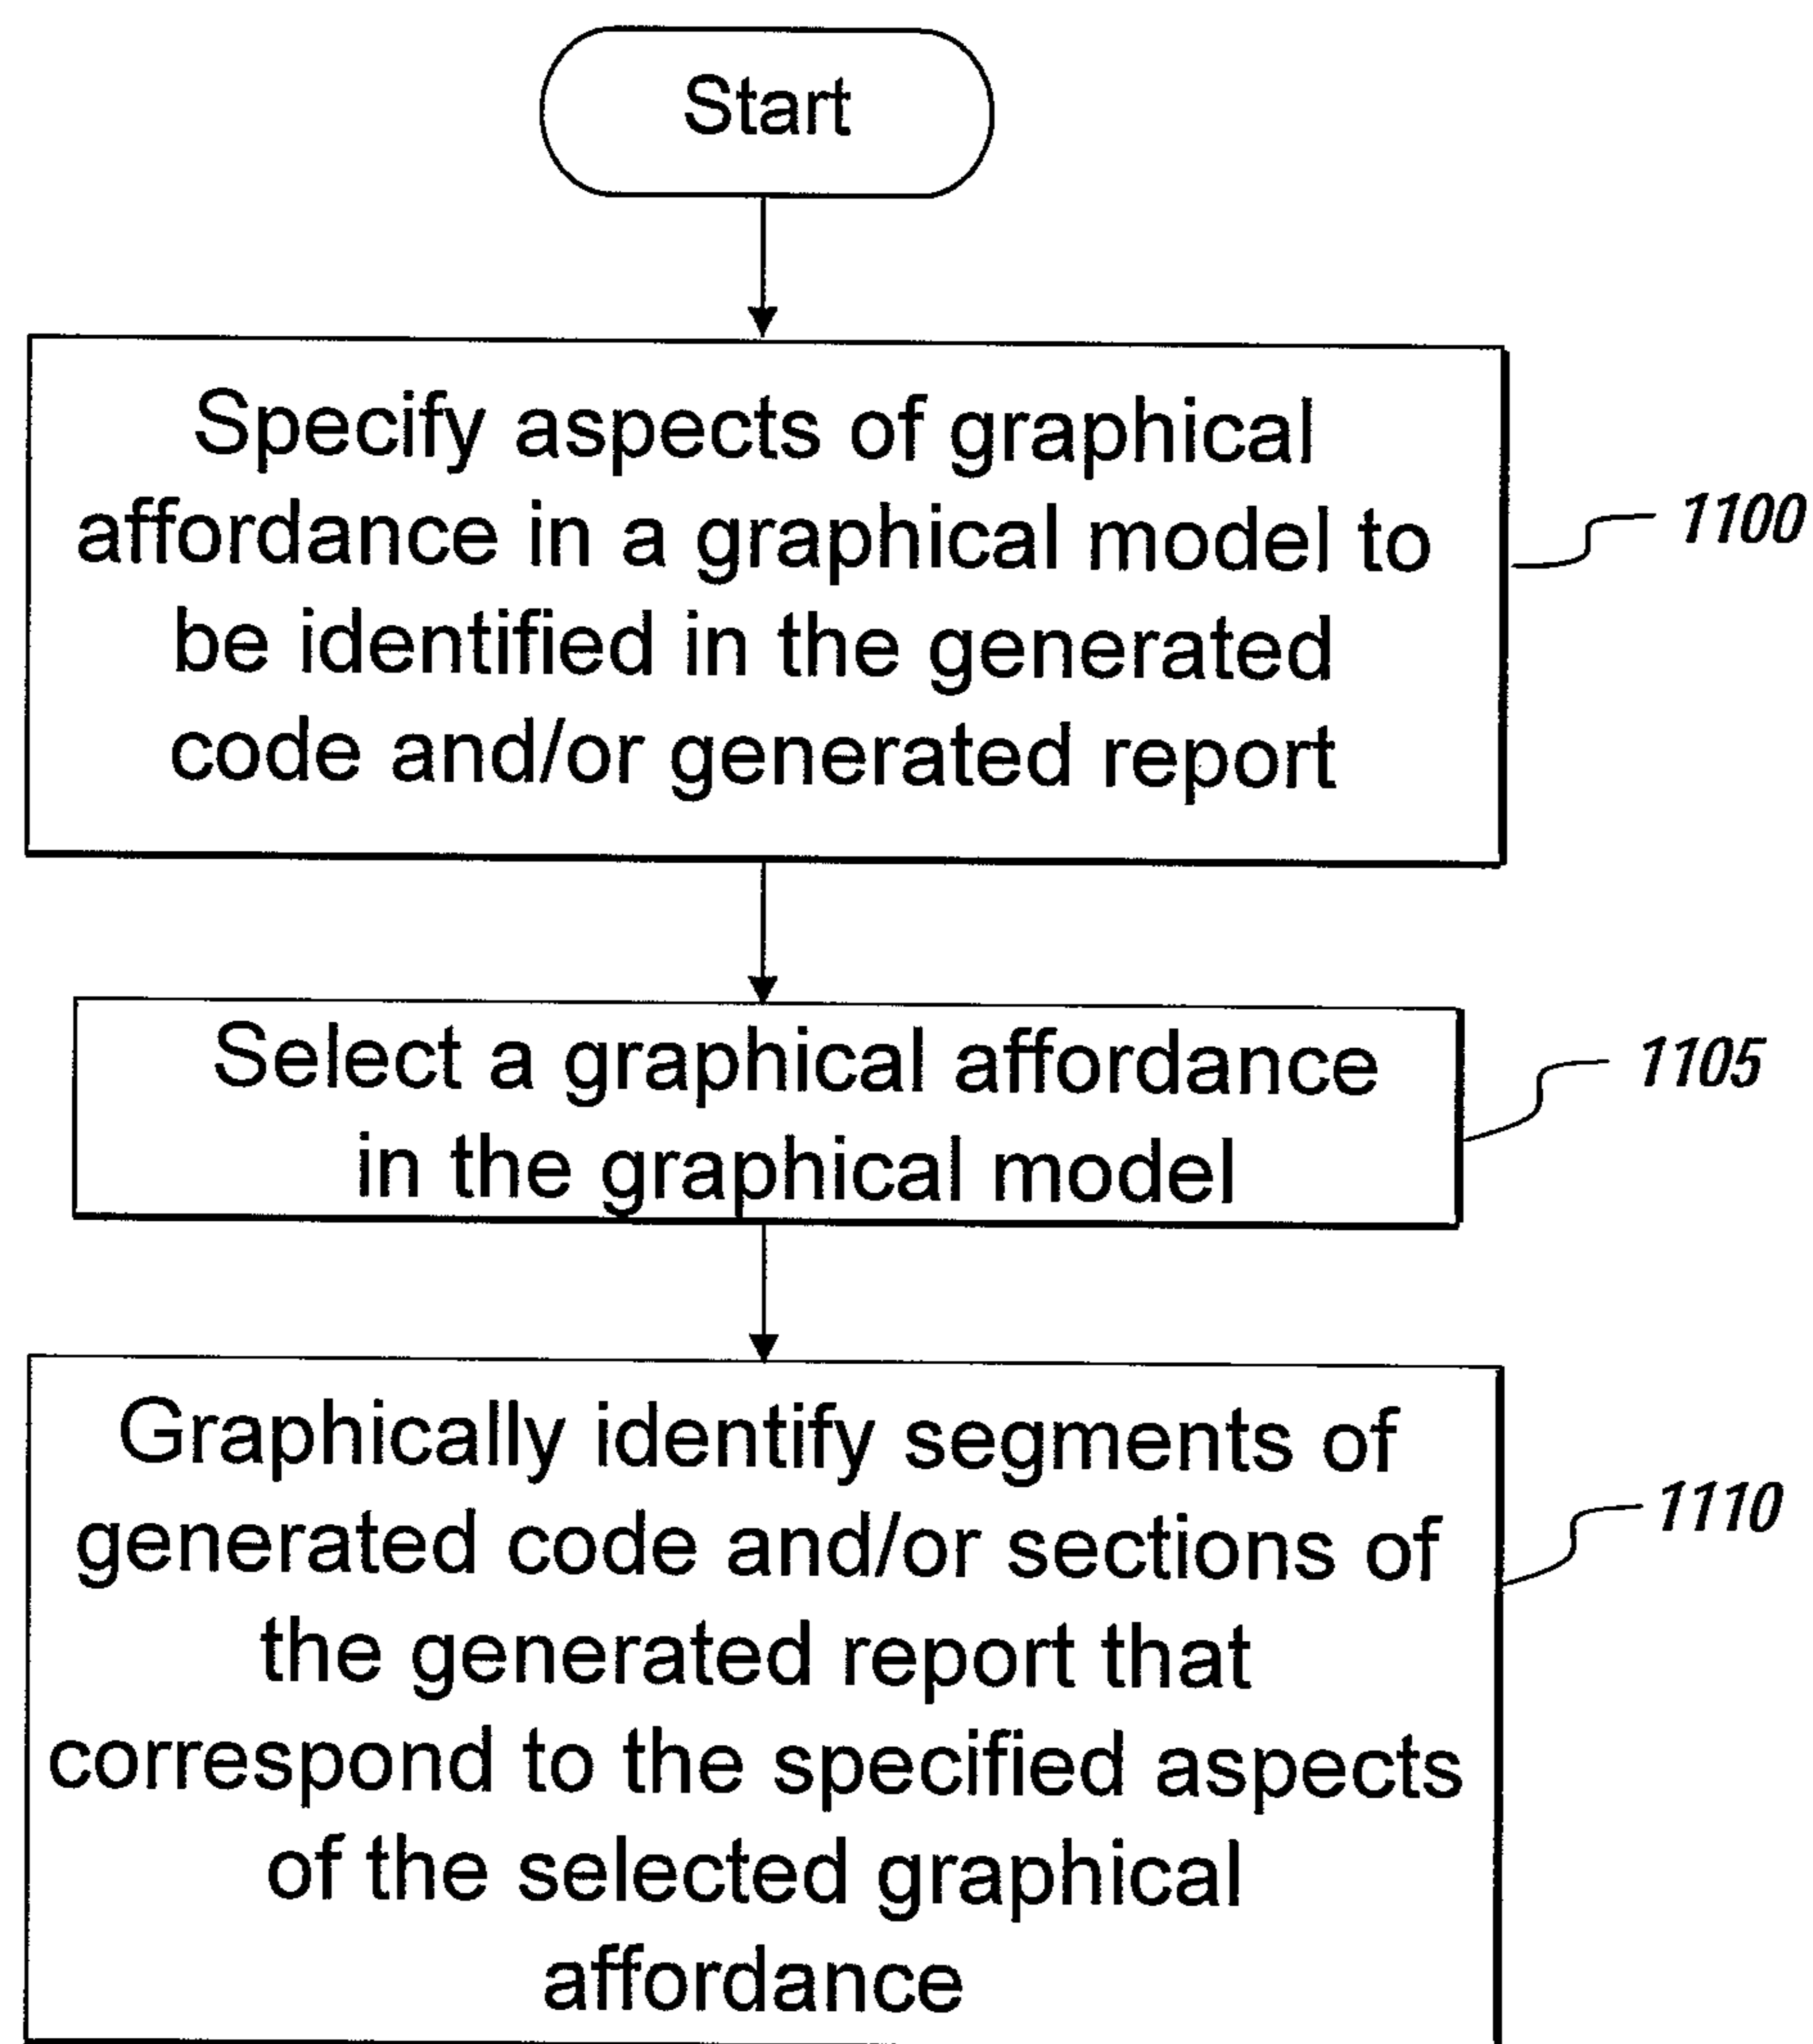 Start
Specify aspects of graphical
affordance in a graphical model to
be identified in the generated
code and/or generated report
1100
Select a graphical affordance
in the graphical model
1105
Graphically identify segments of
generated code and/or sections of
the generated report that
correspond to the specified aspects
of the selected graphical
affordance
1110